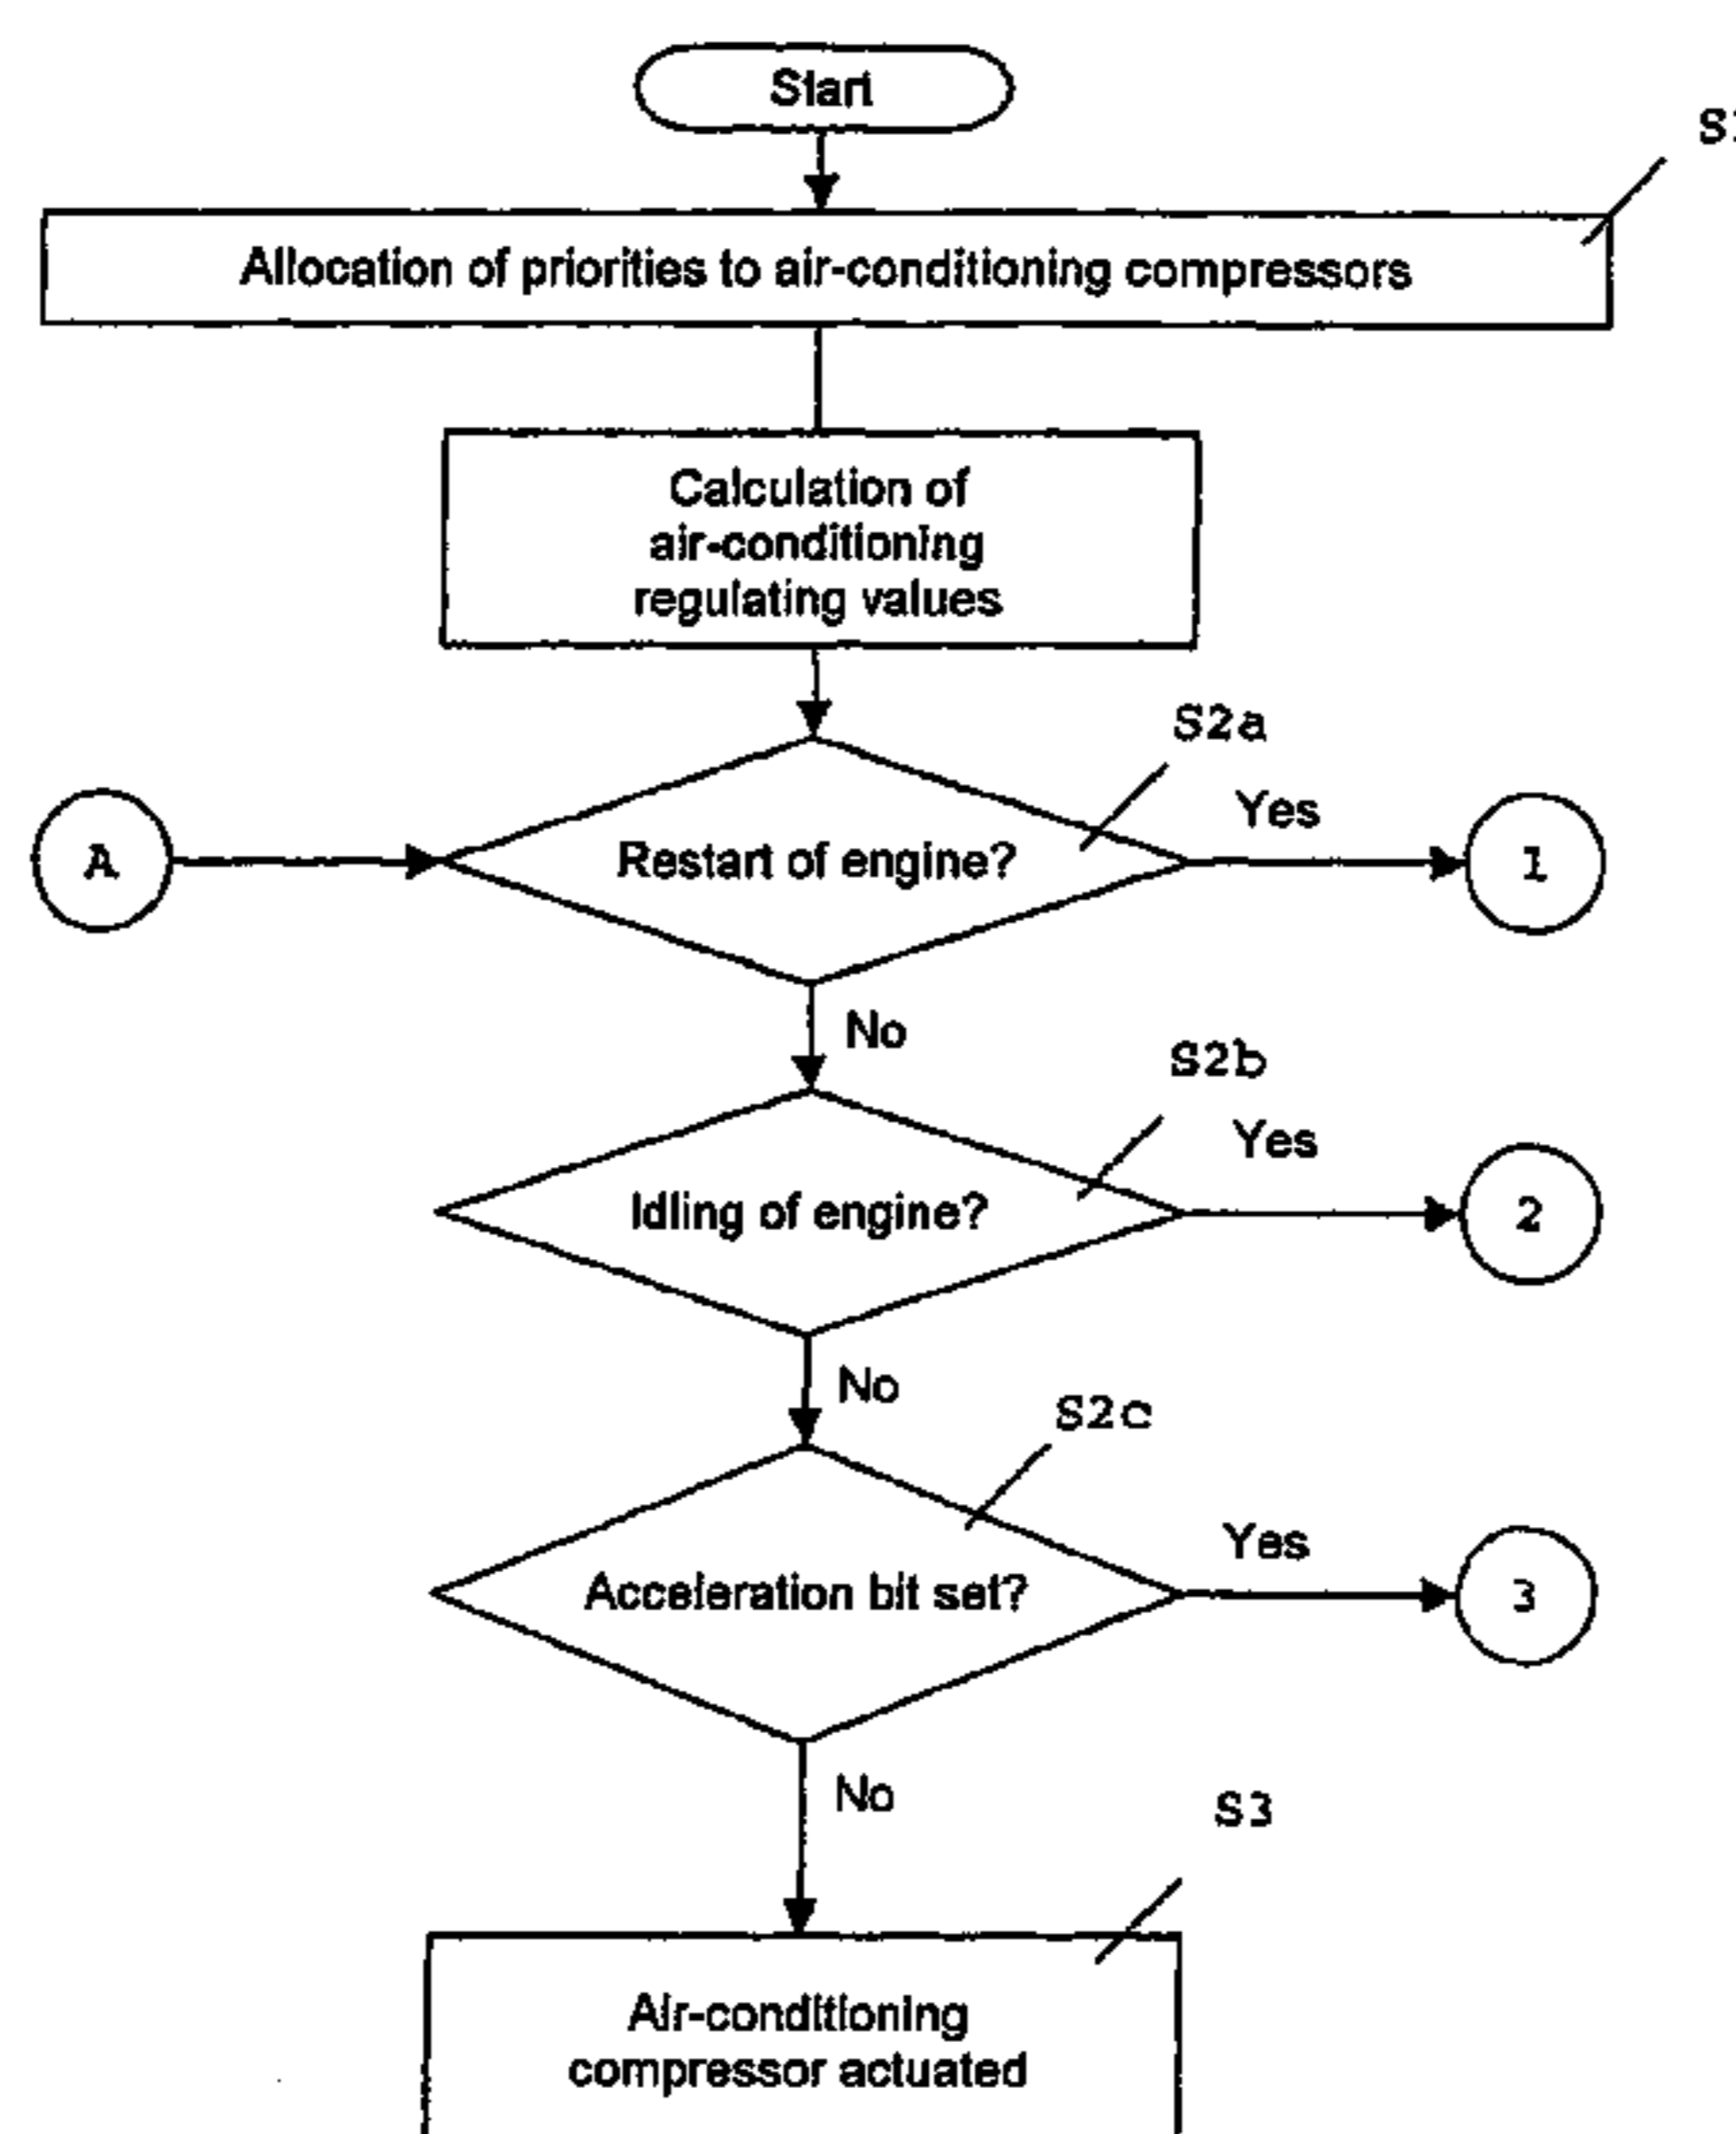 Start
Allocation of priorities to air-conditioning compressors
Calculation of
air-conditioning
regulating values
S2a
Yes
A
Restart of engine?
1
No
S2b
Yes
Idling of engine?
2
No
S2c
Yes
Acceleration bit set?
3
No
S3
Air-conditioning
compressor actuated